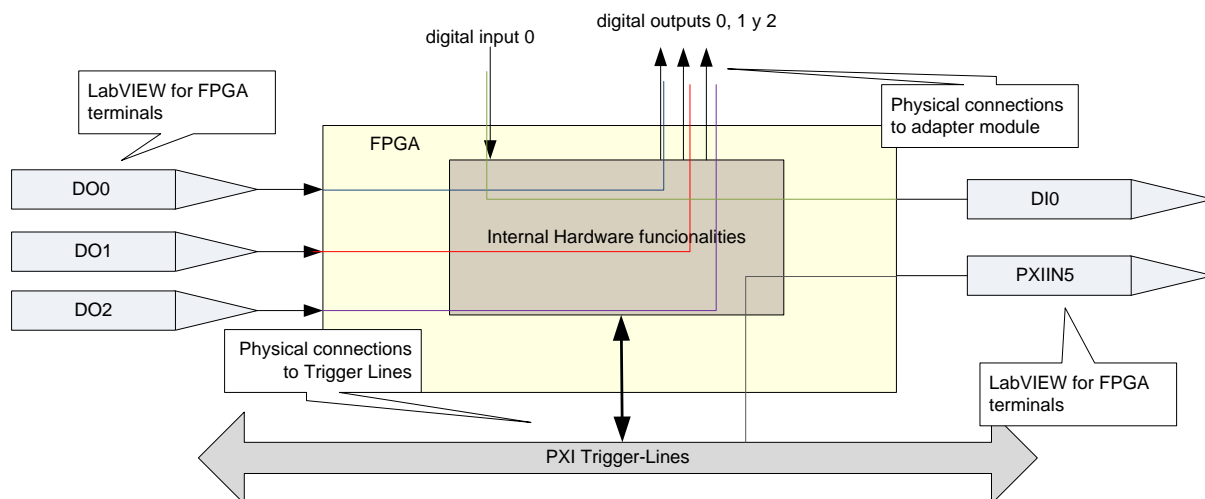 digital input 0
digital outputs 0, 1 y 2
LabVIEW for FPGA
terminals
Physical connections
to adapter module
FPGA
DO0
DI0
Internal Hardware funcionalities
DO1
PXIIN5
DO2
Physical connections
to Trigger Lines
LabVIEW for FPGA
terminals
PXI Trigger-Lines